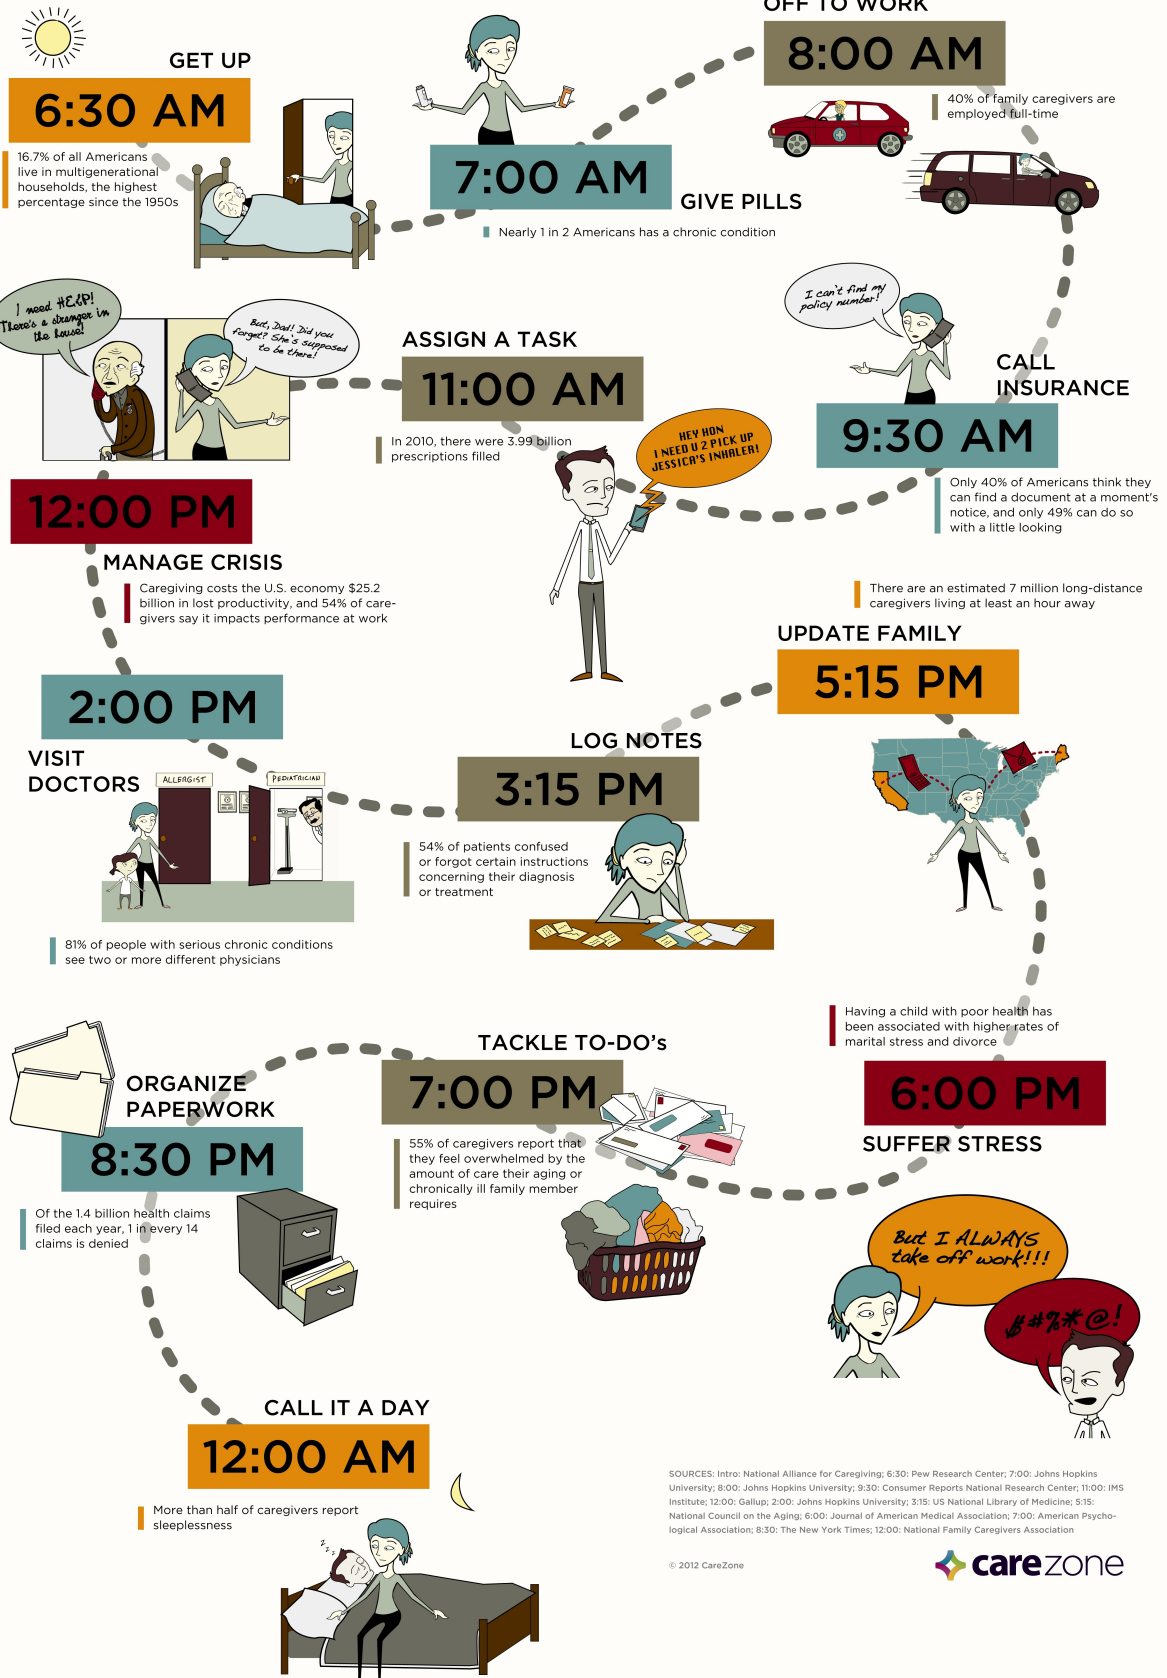 GET UP
6:30 AM
16.7% of all Americans
live in multigenerational
households, the highest
percentage since the 1950s
7:00 AM
GIVE PILLS
Nearly 1 in 2 Americans has a chronic condition
OFF TO WORK
8:00 AM
40% of family caregivers are
employed full-time
I can't find my
policy number!
CALL
INSURANCE
9:30 AM
Only 40% of Americans think they
can find a document at a moment's
notice, and only 49% can do so
with a little looking
ASSIGN A TASK
11:00 AM
In 2010, there were 3.99 billion
prescriptions filled
HEY HON
I NEED U 2 PICK UP
JESSICA'S INHALER!
I need HELP!
There's a stranger in
the house!
But, Dad! Did you
forget? She's supposed
to be there!
12:00 PM
MANAGE CRISIS
Caregiving costs the U.S. economy $25.2
billion in lost productivity, and 54% of care-
givers say it impacts performance at work
2:00 PM
VISIT
DOCTORS
ALLERGIST
PEDIATRICIAN
81% of people with serious chronic conditions
see two or more different physicians
LOG NOTES
3:15 PM
54% of patients confused
or forgot certain instructions
concerning their diagnosis
or treatment
There are an estimated 7 million long-distance
caregivers living at least an hour away
UPDATE FAMILY
5:15 PM
Having a child with poor health has
been associated with higher rates of
marital stress and divorce
6:00 PM
SUFFER STRESS
But I ALWAYS
take off work!!!
$#%*@!
TACKLE TO-DO's
7:00 PM
55% of caregivers report that
they feel overwhelmed by the
amount of care their aging or
chronically ill family member
requires
ORGANIZE
PAPERWORK
8:30 PM
Of the 1.4 billion health claims
filed each year, 1 in every 14
claims is denied
CALL IT A DAY
12:00 AM
More than half of caregivers report
sleeplessness
z z z
SOURCES: Intro: National Alliance for Caregiving; 6:30: Pew Research Center; 7:00: Johns Hopkins
University; 8:00: Johns Hopkins University; 9:30: Consumer Reports National Research Center; 11:00: IMS
Institute; 12:00: Gallup; 2:00: Johns Hopkins University; 3:15: US National Library of Medicine; 5:15:
National Council on the Aging; 6:00: Journal of American Medical Association; 7:00: American Psycho-
logical Association; 8:30: The New York Times; 12:00: National Family Caregivers Association
© 2012 CareZone
carezone